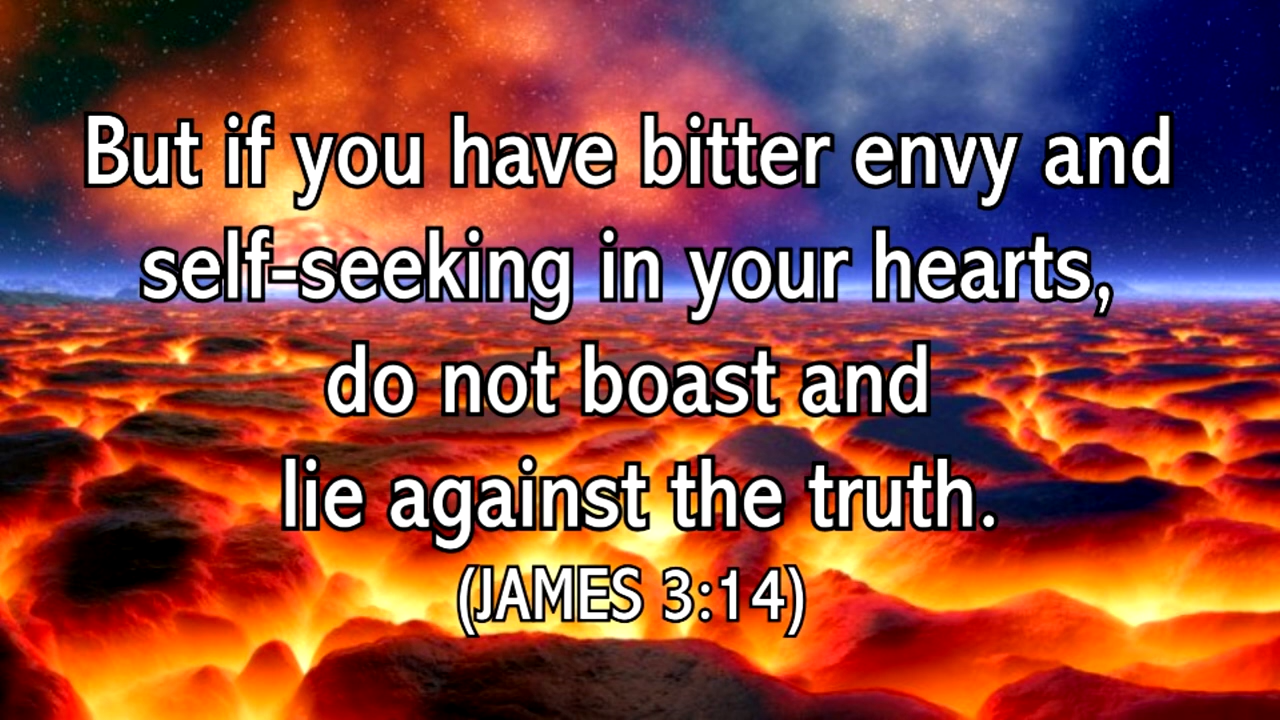 But if you have bitter envy and
self-seeking in your hearts,
do not boast and
lie against the truth.
(JAMES 3:14)